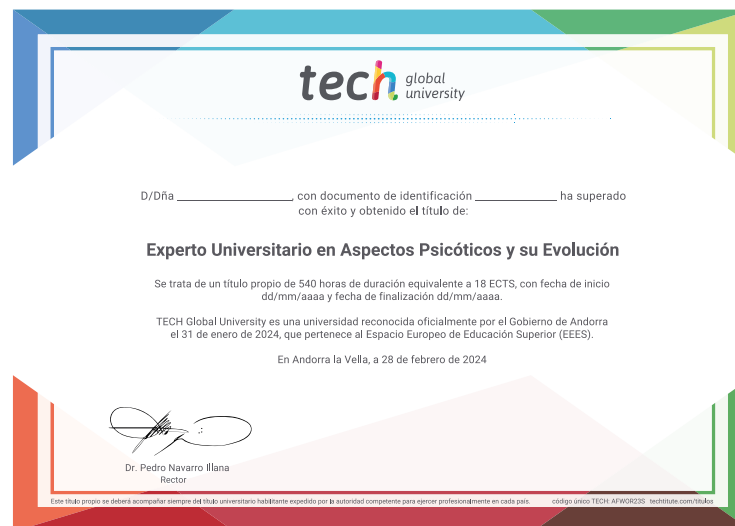 tech global university
D/Dña ____________________, con documento de identificación ______________ ha superado
con éxito y obtenido el título de:
Experto Universitario en Aspectos Psicóticos y su Evolución
Se trata de un título propio de 540 horas de duración equivalente a 18 ECTS, con fecha de inicio
dd/mm/aaaa y fecha de finalización dd/mm/aaaa.
TECH Global University es una universidad reconocida oficialmente por el Gobierno de Andorra
el 31 de enero de 2024, que pertenece al Espacio Europeo de Educación Superior (EEES).
En Andorra la Vella, a 28 de febrero de 2024
Dr. Pedro Navarro Illana
Rector
Este título propio se deberá acompañar siempre del título universitario habilitante expedido por la autoridad competente para ejercer profesionalmente en cada país. código único TECH: AFWOR23S techtitute.com/titulos